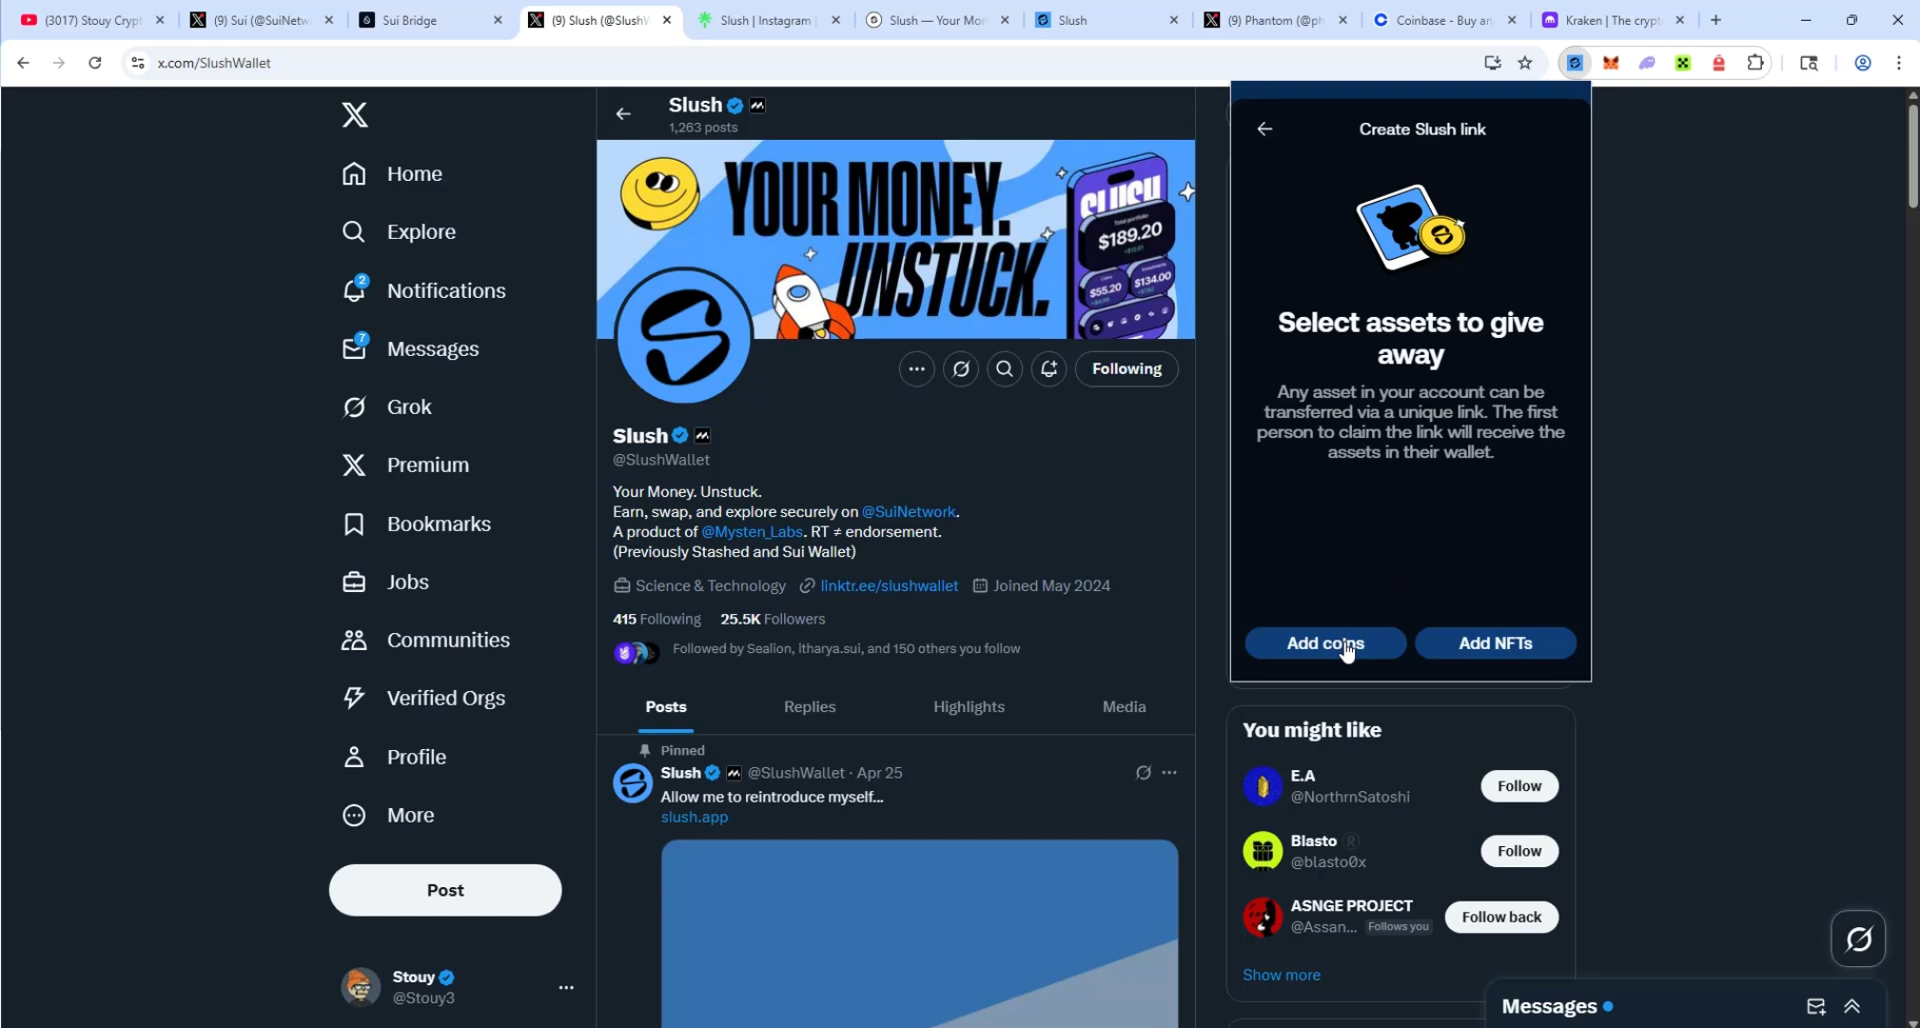 (3017) Stouy Crypt
(9) Sui (@SuiNetw
Sui Bridge
(9) Slush (@SlushW
Slush | Instagram
Slush — Your Mon
Slush
(9) Phantom (@ph
Coinbase - Buy an
Kraken | The crypt
x.com/SlushWallet
Slush
1,263 posts
Home
Explore
2
Notifications
7
Messages
Grok
Premium
Bookmarks
Jobs
Communities
Verified Orgs
Profile
More
Post
Stouy
@Stouy3
YOUR MONEY.
UNSTUCK.
SLUSH
Total portfolio
$189.20
$55.20
$134.00
Following
Slush
@SlushWallet
Your Money. Unstuck.
Earn, swap, and explore securely on @SuiNetwork.
A product of @Mysten_Labs. RT ≠ endorsement.
(Previously Stashed and Sui Wallet)
Science & Technology linktr.ee/slushwallet Joined May 2024
415 Following 25.5K Followers
Followed by Sealion, itharya.sui, and 150 others you follow
Posts Replies Highlights Media
Pinned
Slush @SlushWallet · Apr 25
Allow me to reintroduce myself...
slush.app
Create Slush link
Select assets to give
away
Any asset in your account can be
transferred via a unique link. The first
person to claim the link will receive the
assets in their wallet.
Add coins
Add NFTs
You might like
E.A
@NorthrnSatoshi
Follow
Blasto
@blasto0x
Follow
ASNGE PROJECT
@Assan... Follows you
Follow back
Show more
Messages